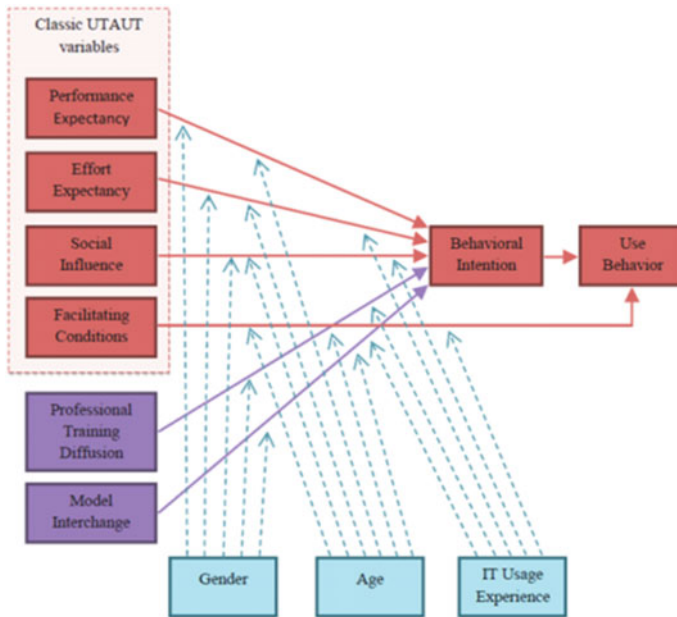 Classic UTAUT
variables
Performance
Expectancy
Effort
Expectancy
Social
Influence
Facilitating
Conditions
Behavioral
Intention
Use
Behavior
Professional
Training
Diffusion
Model
Interchange
Gender
Age
IT Usage
Experience